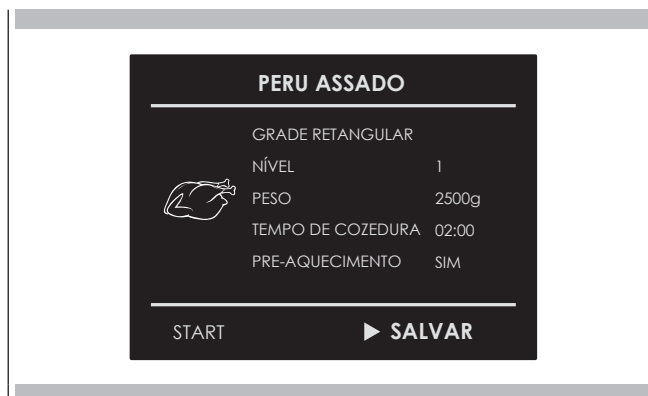 PERU ASSADO
GRADE RETANGULAR
NÍVEL 1
PESO 2500g
TEMPO DE COZEDURA 02:00
PRE-AQUECIMENTO SIM
START ▶ SALVAR